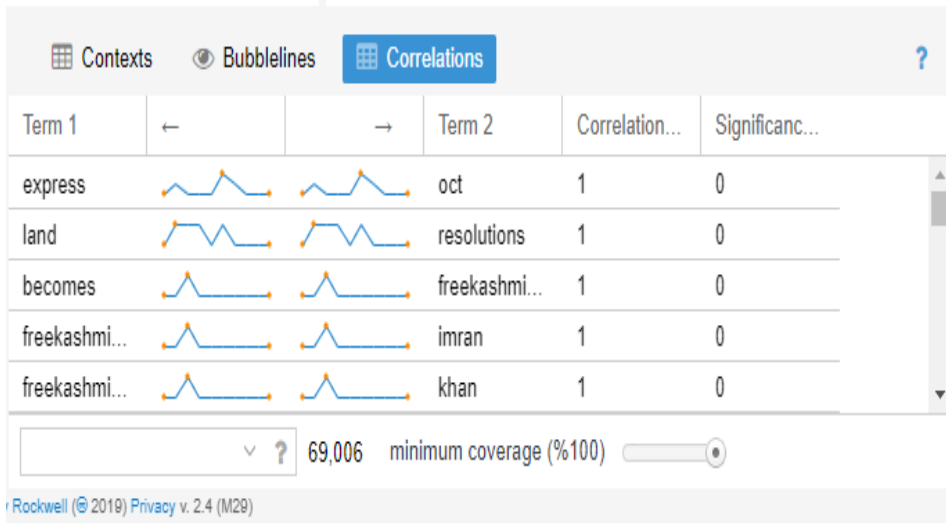 Contexts Bubblelines Correlations ?
Term 1 ← → Term 2 Correlation... Significanc...
express oct 1 0
land resolutions 1 0
becomes freekashmi... 1 0
freekashmi... imran 1 0
freekashmi... khan 1 0
? 69,006 minimum coverage (%100)
Rockwell (© 2019) Privacy v. 2.4 (M29)